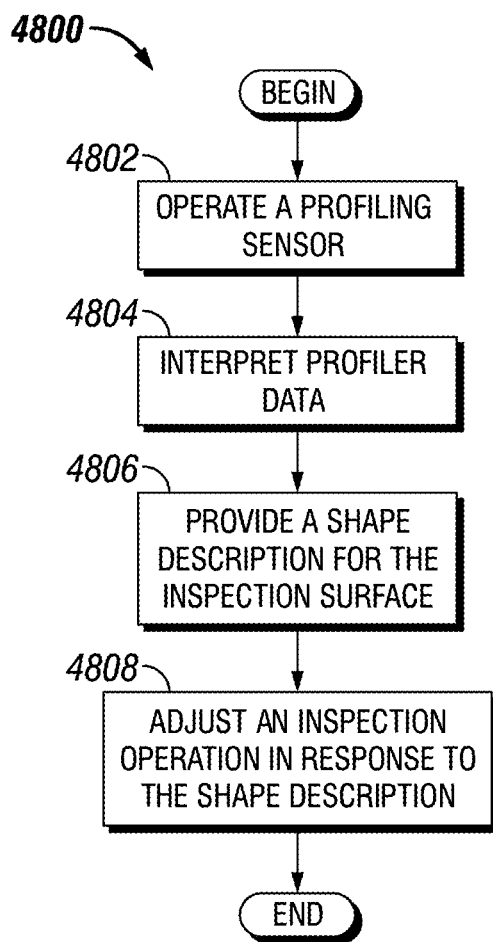 4800
BEGIN
4802
OPERATE A PROFILING
SENSOR
4804
INTERPRET PROFILER
DATA
4806
PROVIDE A SHAPE
DESCRIPTION FOR THE
INSPECTION SURFACE
4808
ADJUST AN INSPECTION
OPERATION IN RESPONSE TO
THE SHAPE DESCRIPTION
END